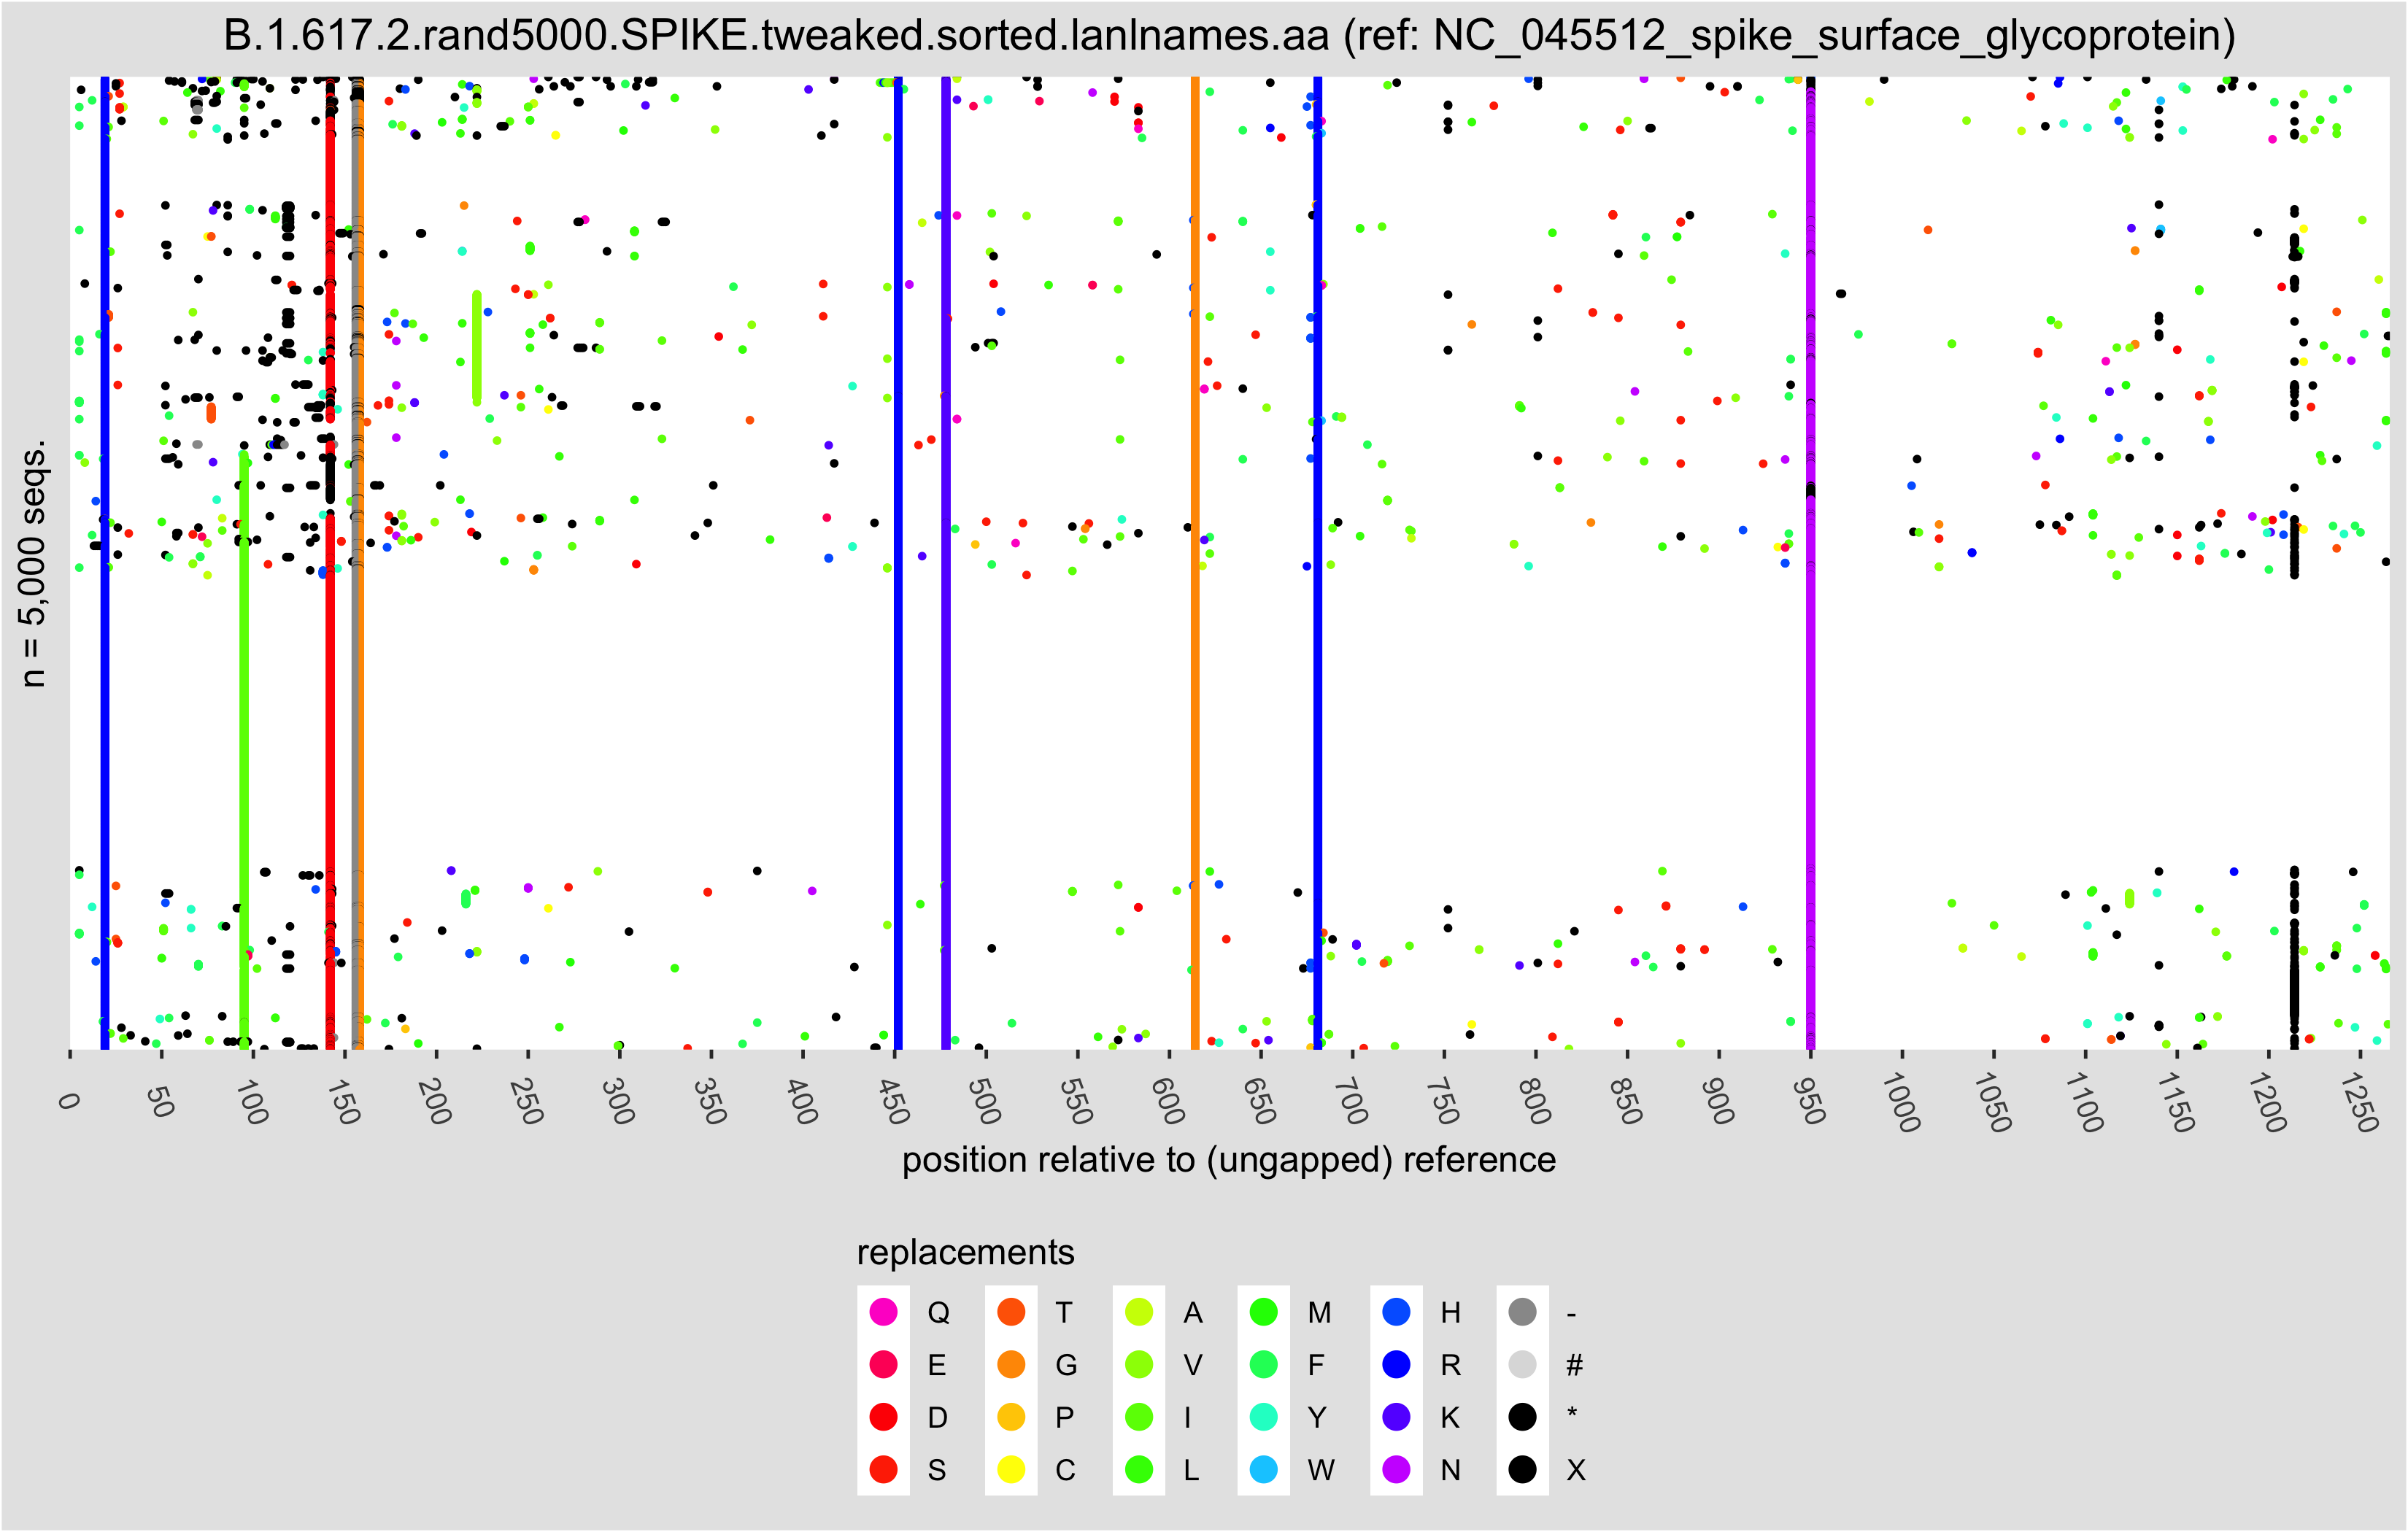 B.1.617.2.rand5000.SPIKE.tweaked.sorted.lanlnames.aa (ref: NC_045512_spike_surface_glycoprotein)
n = 5,000 seqs.
0 50 100 150 200 250 300 350 400 450 500 550 600 650 700 750 800 850 900 950 1000 1050 1100 1150 1200 1250
position relative to (ungapped) reference
replacements
Q T A M H -
E G V F R #
D P I Y K *
S C L W N X